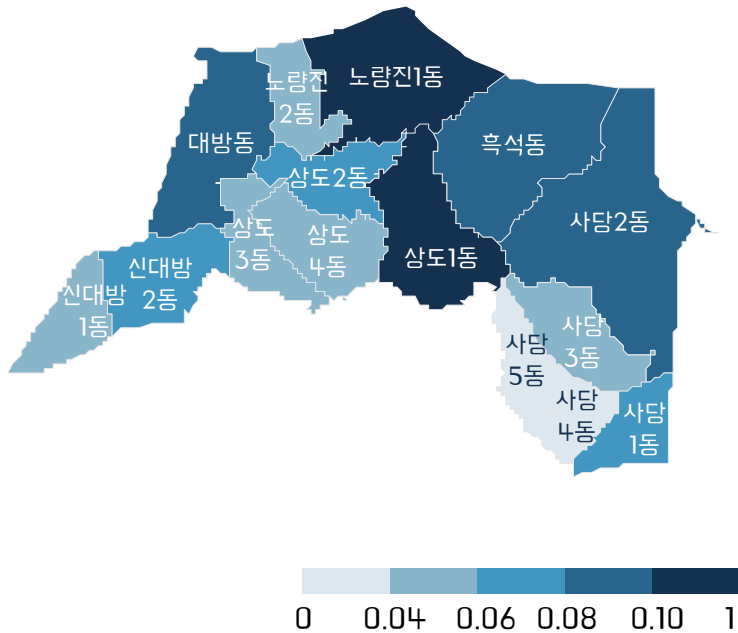 노량진1동
노량진
2동
대방동
흑석동
상도2동
사당2동
상도
3동
상도
4동
상도1동
신대방
2동
신대방
1동
사당
3동
사당
5동
사당
4동
사당
1동
0 0.04 0.06 0.08 0.10 1